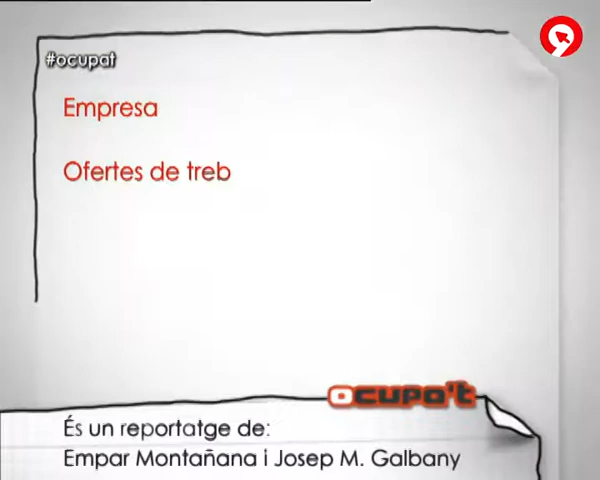 #ocupat
Empresa
Ofertes de treb
ocupa't
És un reportatge de:
Empar Montañana i Josep M. Galbany